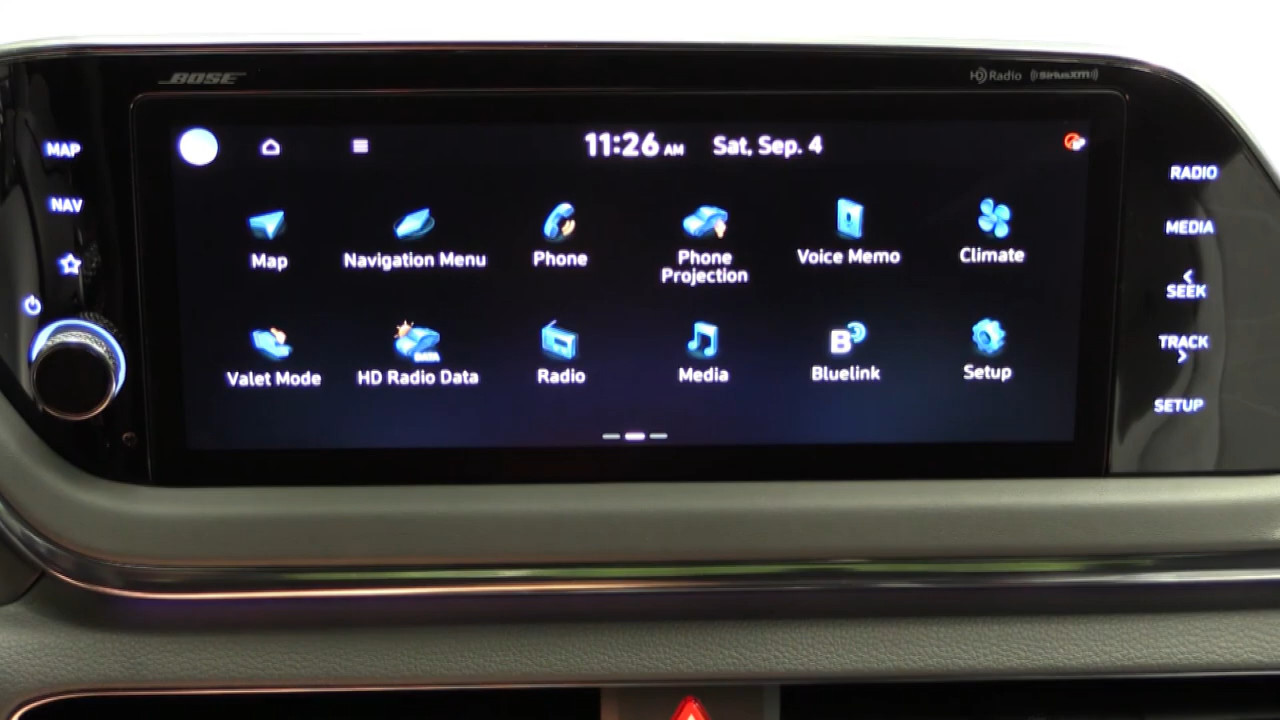 BOSE
HD Radio
SiriusXM
MAP
NAV
11:26 AM
Sat, Sep. 4
Map
Navigation Menu
Phone
Phone
Projection
Voice Memo
Climate
Valet Mode
DATA
HD Radio Data
Radio
Media
B
Bluelink
Setup
RADIO
MEDIA
<
SEEK
TRACK
>
SETUP